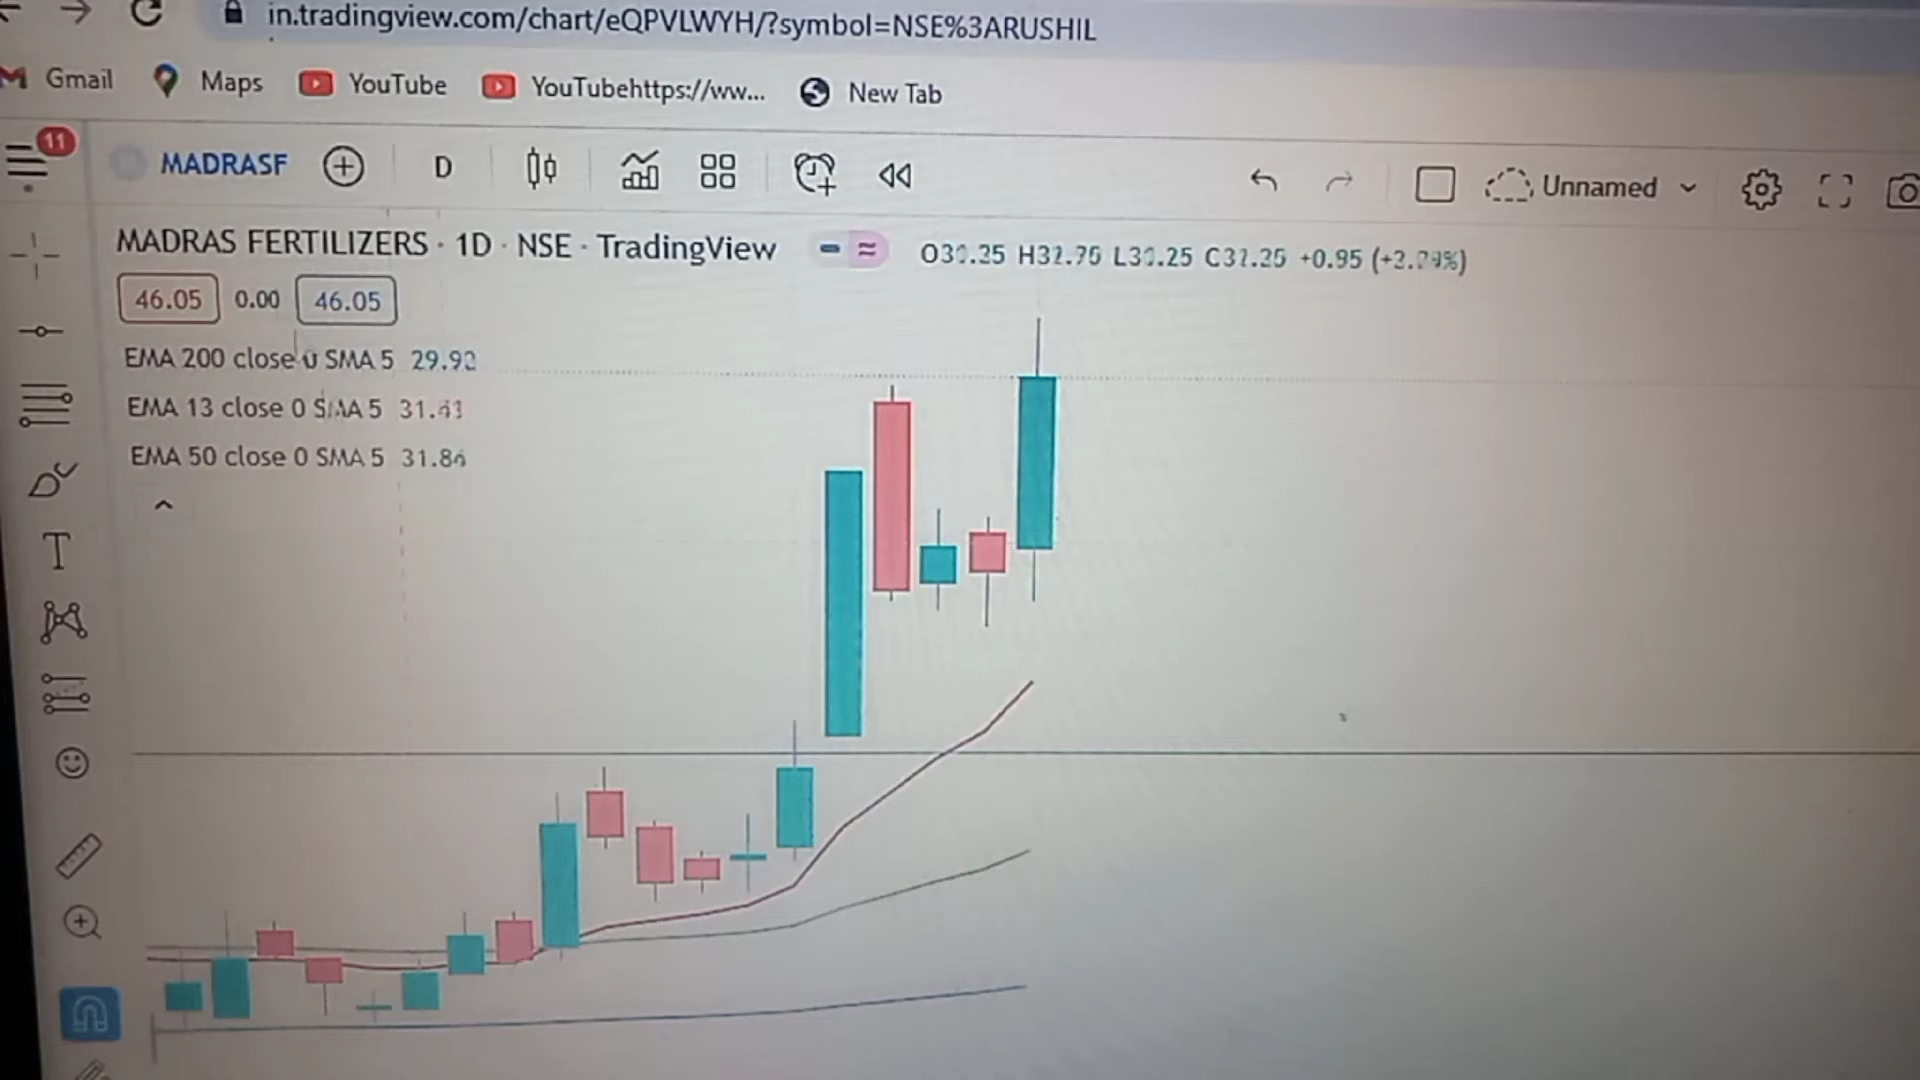 in.tradingview.com/chart/eQPVLWYH/?symbol=NSE%3ARUSHIL
Gmail Maps YouTube YouTubehttps://ww... New Tab
11
MADRASF D Unnamed
MADRAS FERTILIZERS · 1D · NSE · TradingView
46.05 0.00 46.05
EMA 200 close 0 SMA 5
EMA 13 close 0 SMA 5
EMA 50 close 0 SMA 5